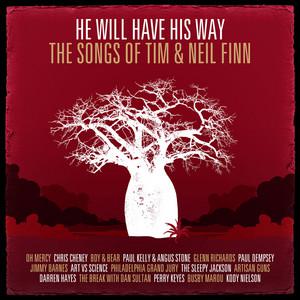 HE WILL HAVE HIS WAY
THE SONGS OF TIM & NEIL FINN
OH MERCY CHRIS CHENEY BOY & BEAR PAUL KELLY & ANGUS STONE GLENN RICHARDS PAUL DEMPSEY
JIMMY BARNES ART VS SCIENCE PHILADELPHIA GRAND JURY THE SLEEPY JACKSON ARTISAN GUNS
DARREN HAYES THE BREAK WITH DAN SULTAN PERRY KEYES BUSBY MAROU KODY NIELSON